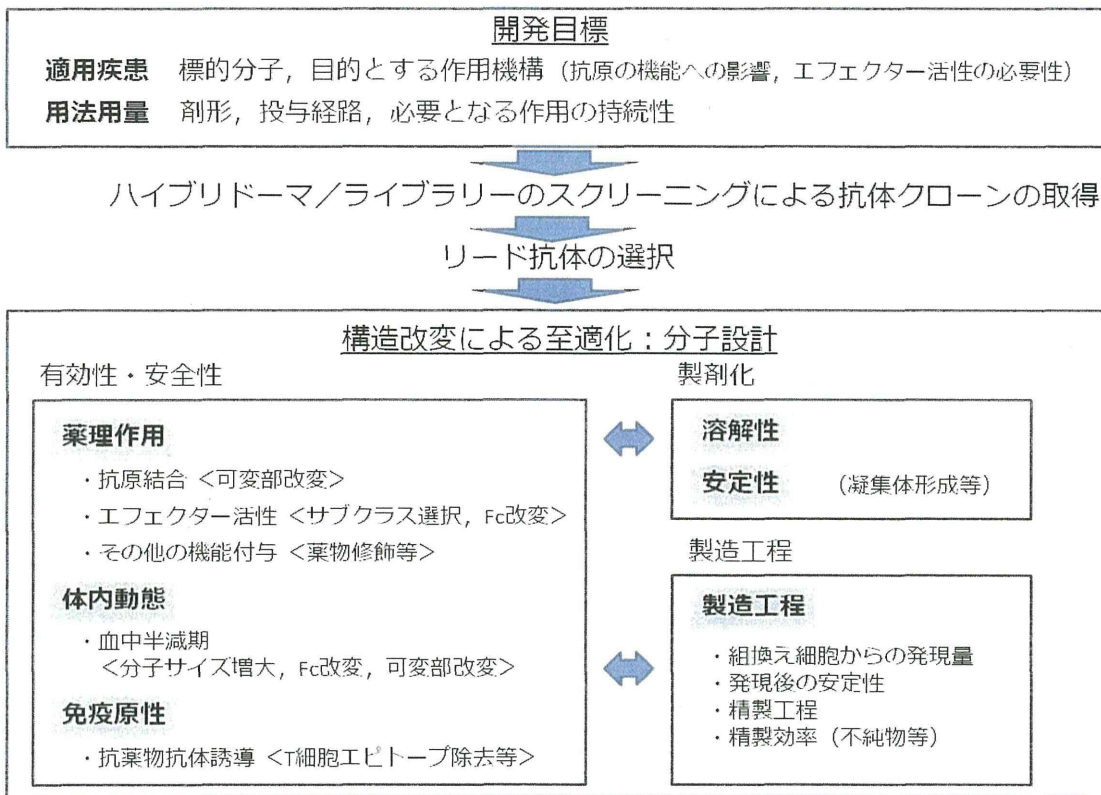 開発目標
適用疾患 標的分子，目的とする作用機構（抗原の機能への影響，エフェクター活性の必要性）
用法用量 剤形，投与経路，必要となる作用の持続性
ハイブリドーマ／ライブラリーのスクリーニングによる抗体クローンの取得
リード抗体の選択
構造改変による至適化：分子設計
有効性・安全性
薬理作用
・抗原結合 <可変部改変>
・エフェクター活性 <サブクラス選択，Fc改変>
・その他の機能付与 <薬物修飾等>
体内動態
・血中半減期
<分子サイズ増大，Fc改変，可変部改変>
免疫原性
・抗薬物抗体誘導 <T細胞エピトープ除去等>
製剤化
溶解性
安定性 （凝集体形成等）
製造工程
製造工程
・組換え細胞からの発現量
・発現後の安定性
・精製工程
・精製効率（不純物等）